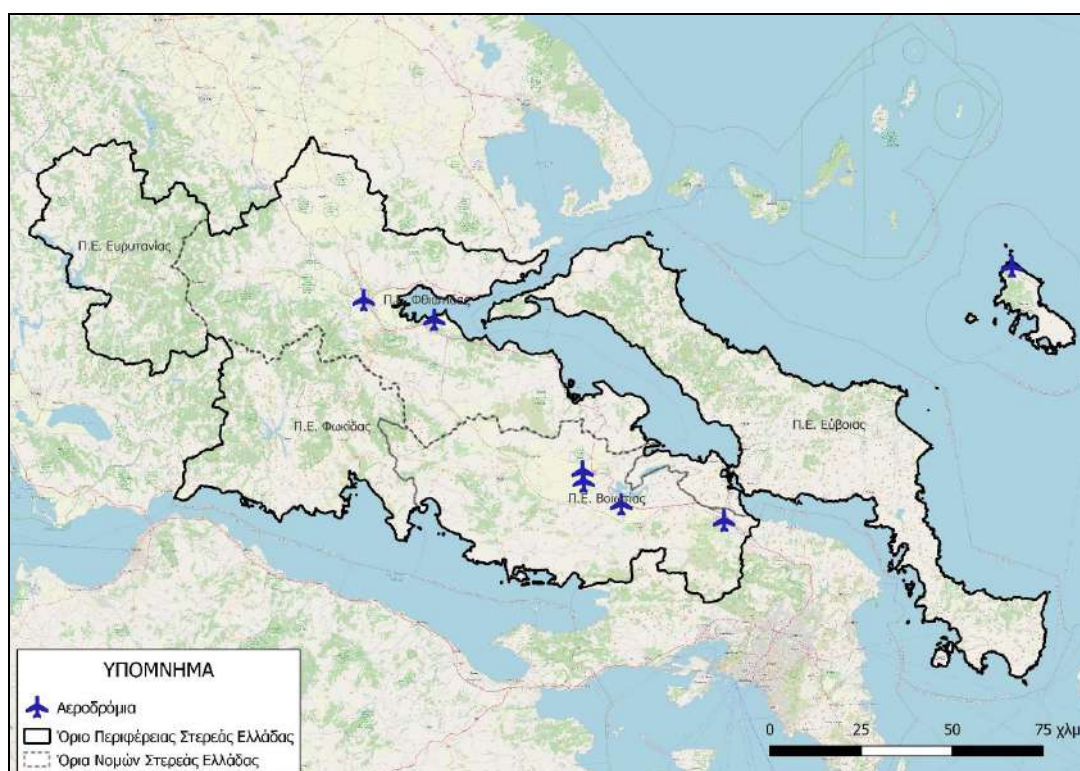 Π.Ε. Ευρυτανίας
Π.Ε. Φθιώτιδας
Π.Ε. Φωκίδας
Π.Ε. Εύβοιας
Π.Ε. Βοιωτίας
ΥΠΟΜΝΗΜΑ
Αεροδρόμια
Όριο Περιφέρειας Στερεάς Ελλάδας
Όρια Νομών Στερεάς Ελλάδας
0 25 50 75 χλμ